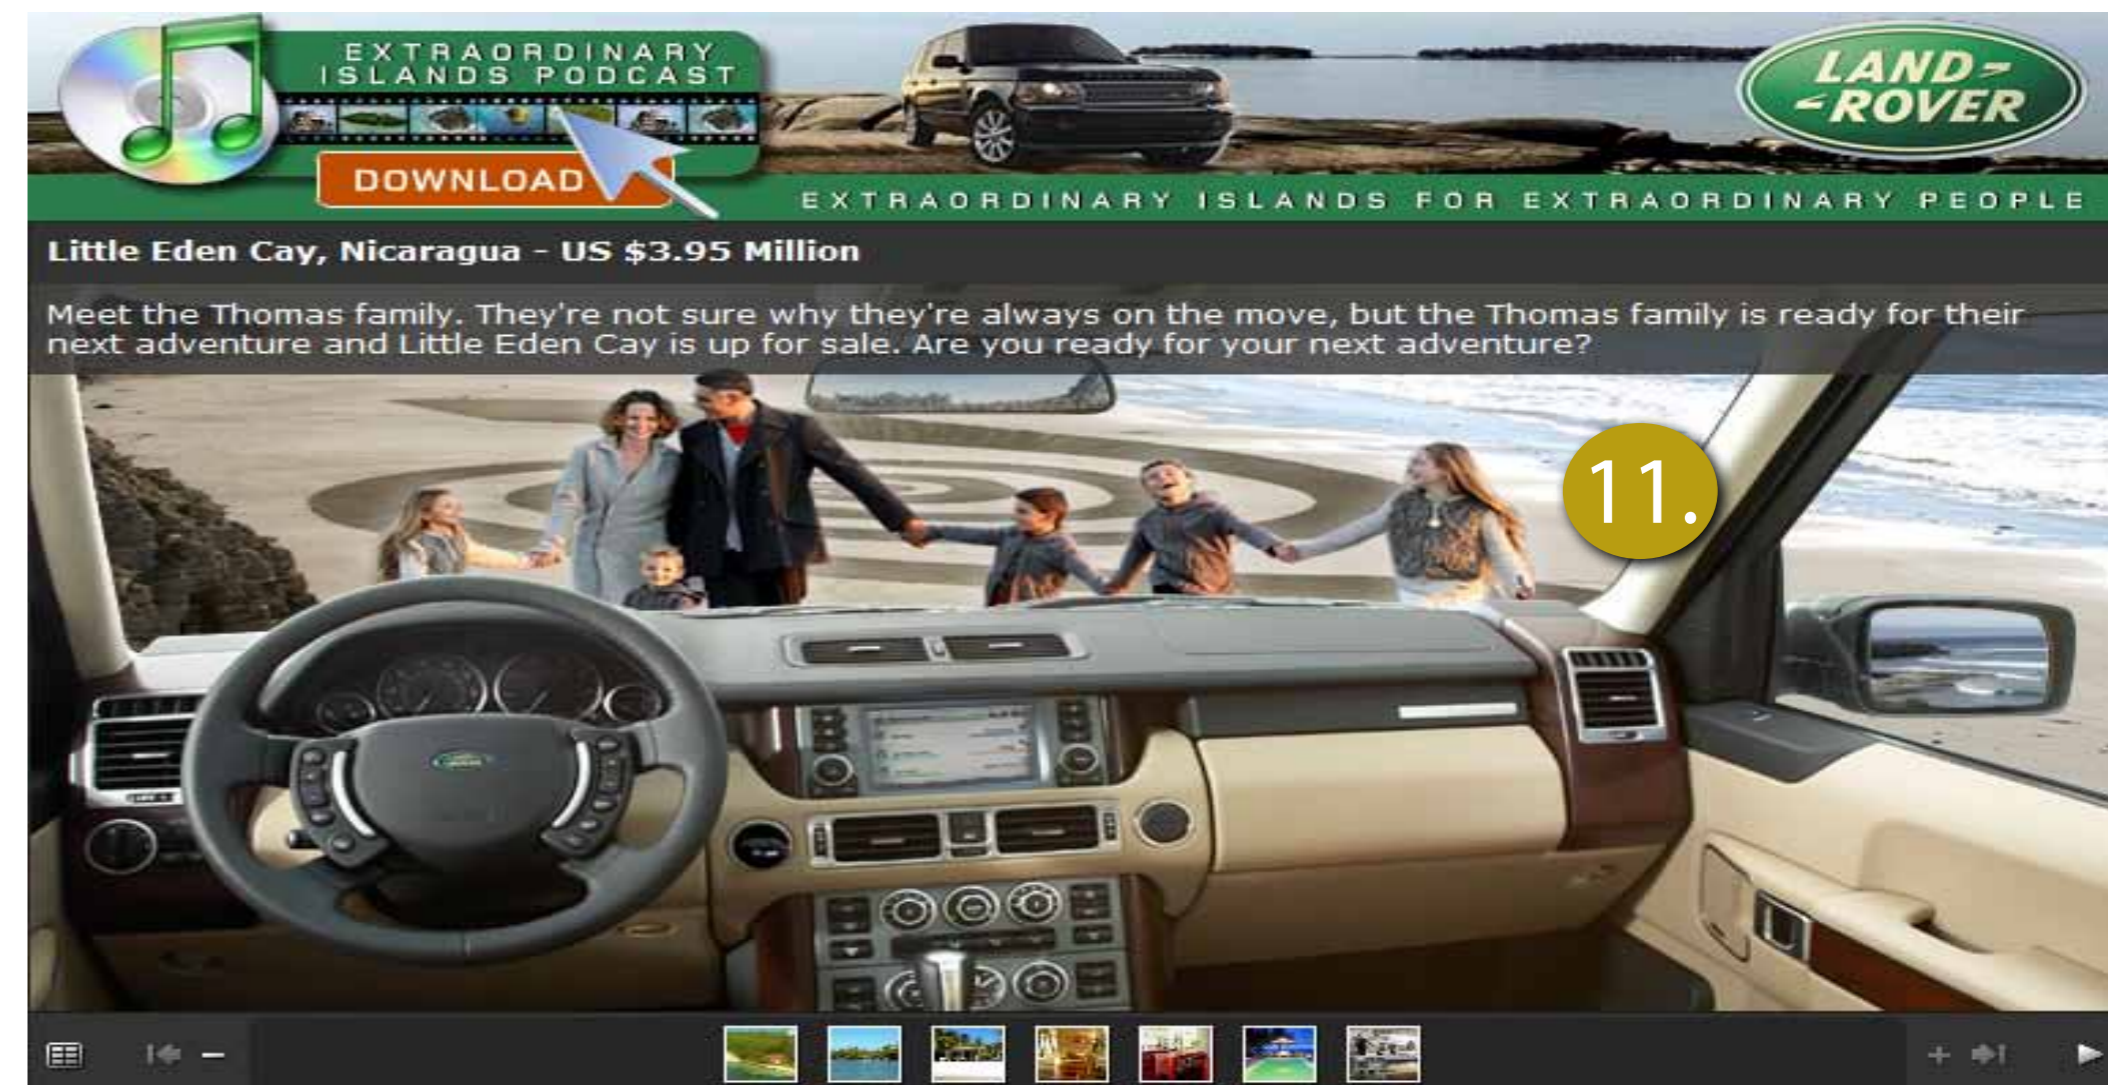 EXTRAORDINARY
ISLANDS PODCAST
DOWNLOAD
LAND-
-ROVER
EXTRAORDINARY ISLANDS FOR EXTRAORDINARY PEOPLE
Little Eden Cay, Nicaragua - US $3.95 Million
Meet the Thomas family. They're not sure why they're always on the move, but the Thomas family is ready for their
next adventure and Little Eden Cay is up for sale. Are you ready for your next adventure?
11.